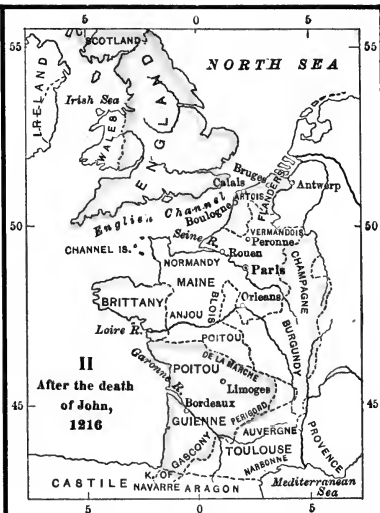 5 0 5
55 55
SCOTLAND
NORTH SEA
IRELAND
Irish Sea
WALES
ENGLAND
Bruges
Calais
FLANDERS
Antwerp
English Channel
Boulogne
ARTOIS
50 50
Seine R.
VERMANDOIS
Peronne
CHANNEL IS.
Rouen
NORMANDY
Paris
CHAMPAGNE
MAINE
BRITTANY
BLOIS
Orleans
ANJOU
Loire R.
BURGUNDY
POITOU
II
After the death
of John,
1216
DE LA MARCHE
POITOU
Garonne R.
Limoges
45 45
Bordeaux
PERIGORD
GUIENNE
AUVERGNE
GASCONY
TOULOUSE
PROVENCE
NARBONNE
K. OF
NAVARRE
CASTILE
ARAGON
Mediterranean
Sea
5 0 5